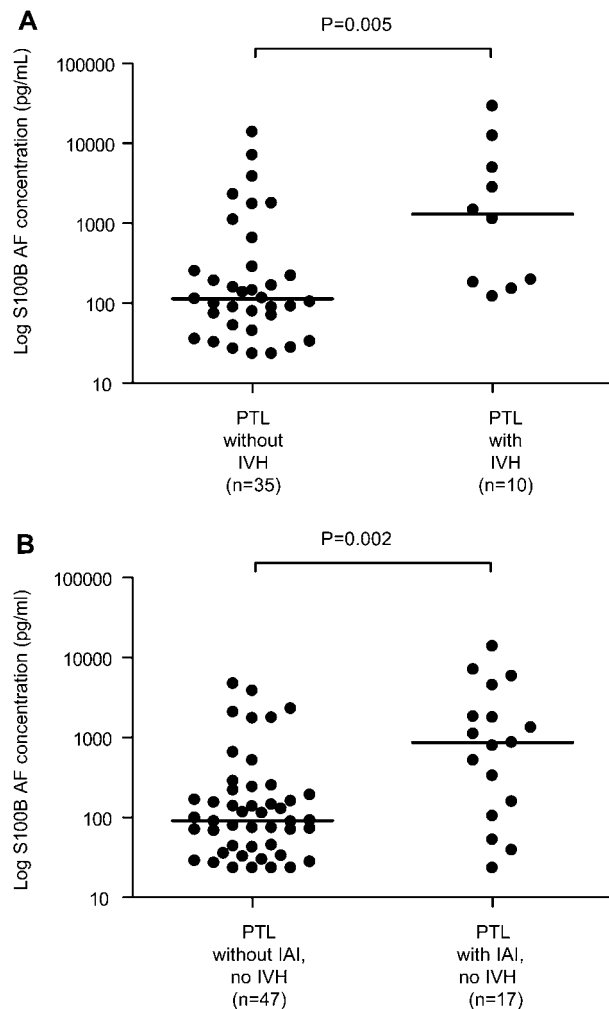 A
P=0.005
Log S100B AF concentration (pg/mL)
100000
10000
1000
100
10
PTL
without
IVH
(n=35)
PTL
with
IVH
(n=10)
B
P=0.002
Log S100B AF concentration (pg/ml)
100000
10000
1000
100
10
PTL
without IAI,
no IVH
(n=47)
PTL
with IAI,
no IVH
(n=17)